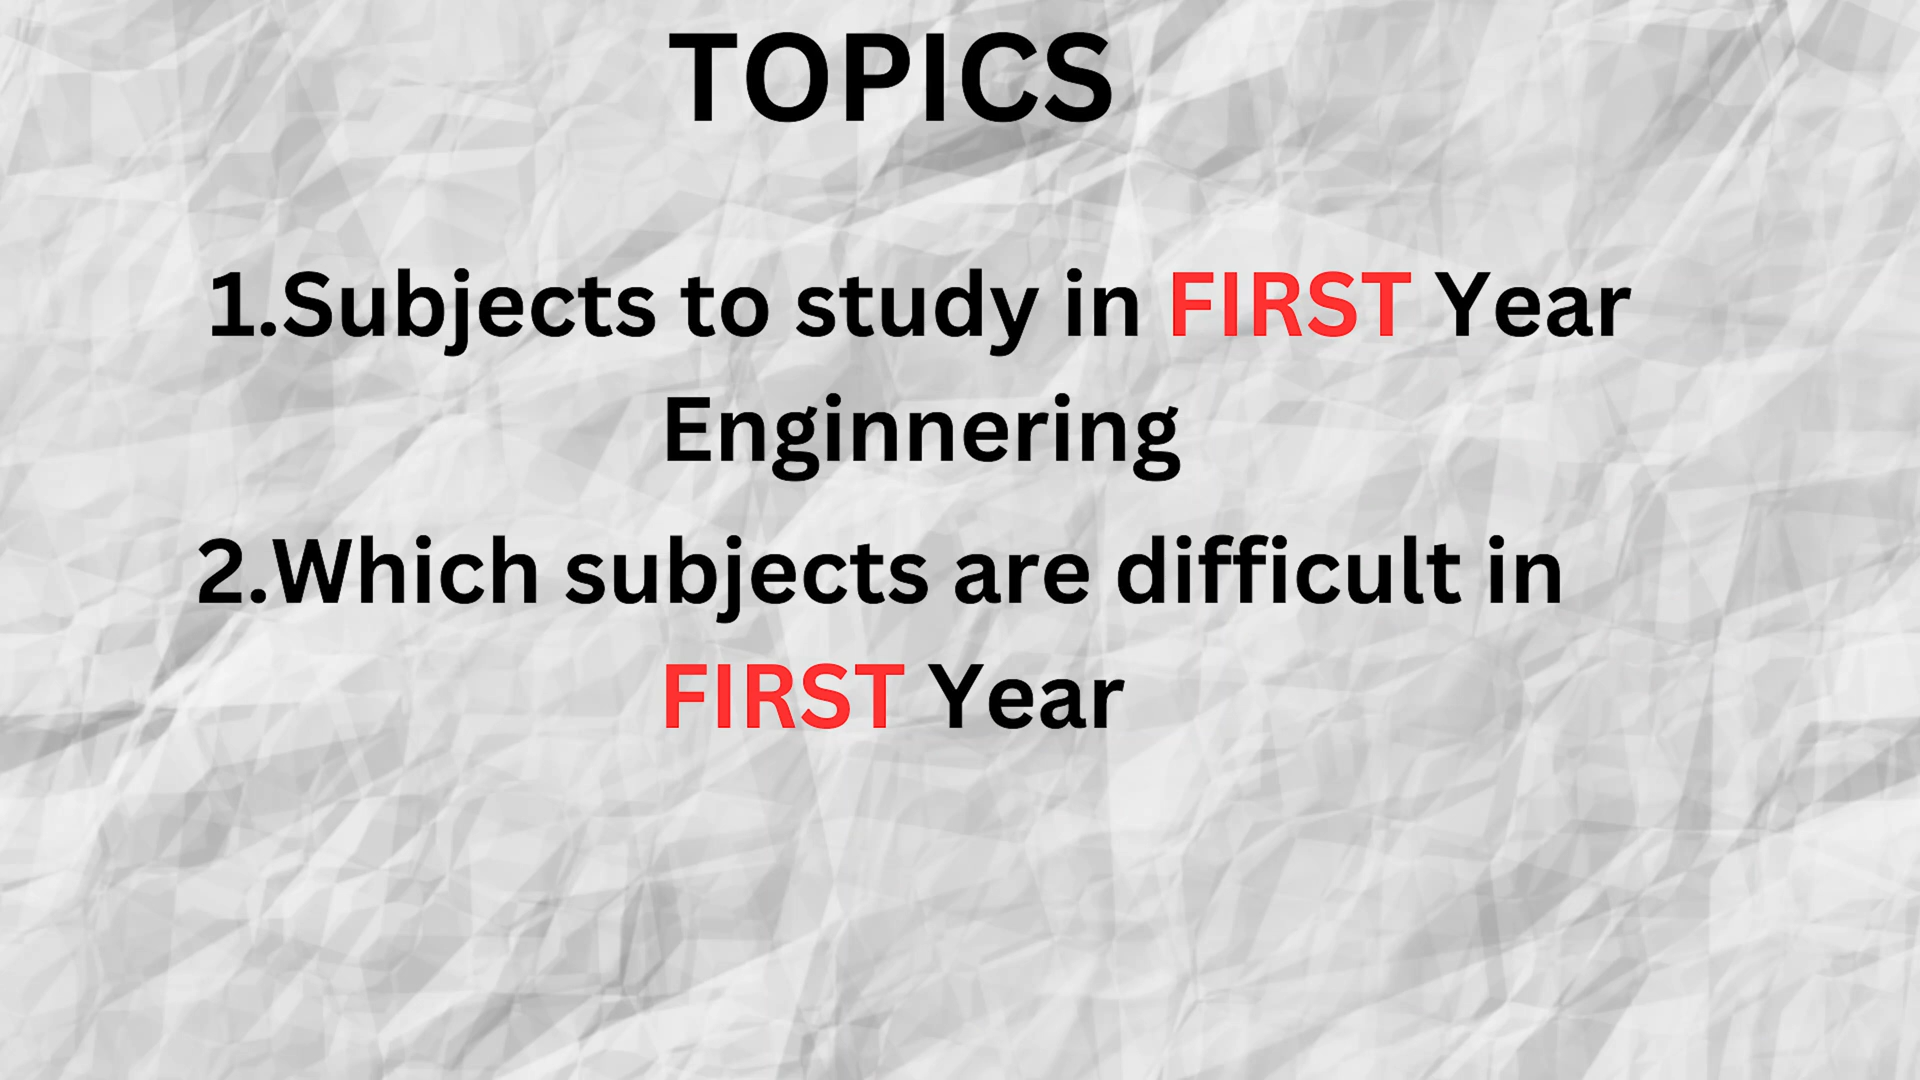 TOPICS
1.Subjects to study in FIRST Year
Enginnering
2.Which subjects are difficult in
FIRST Year